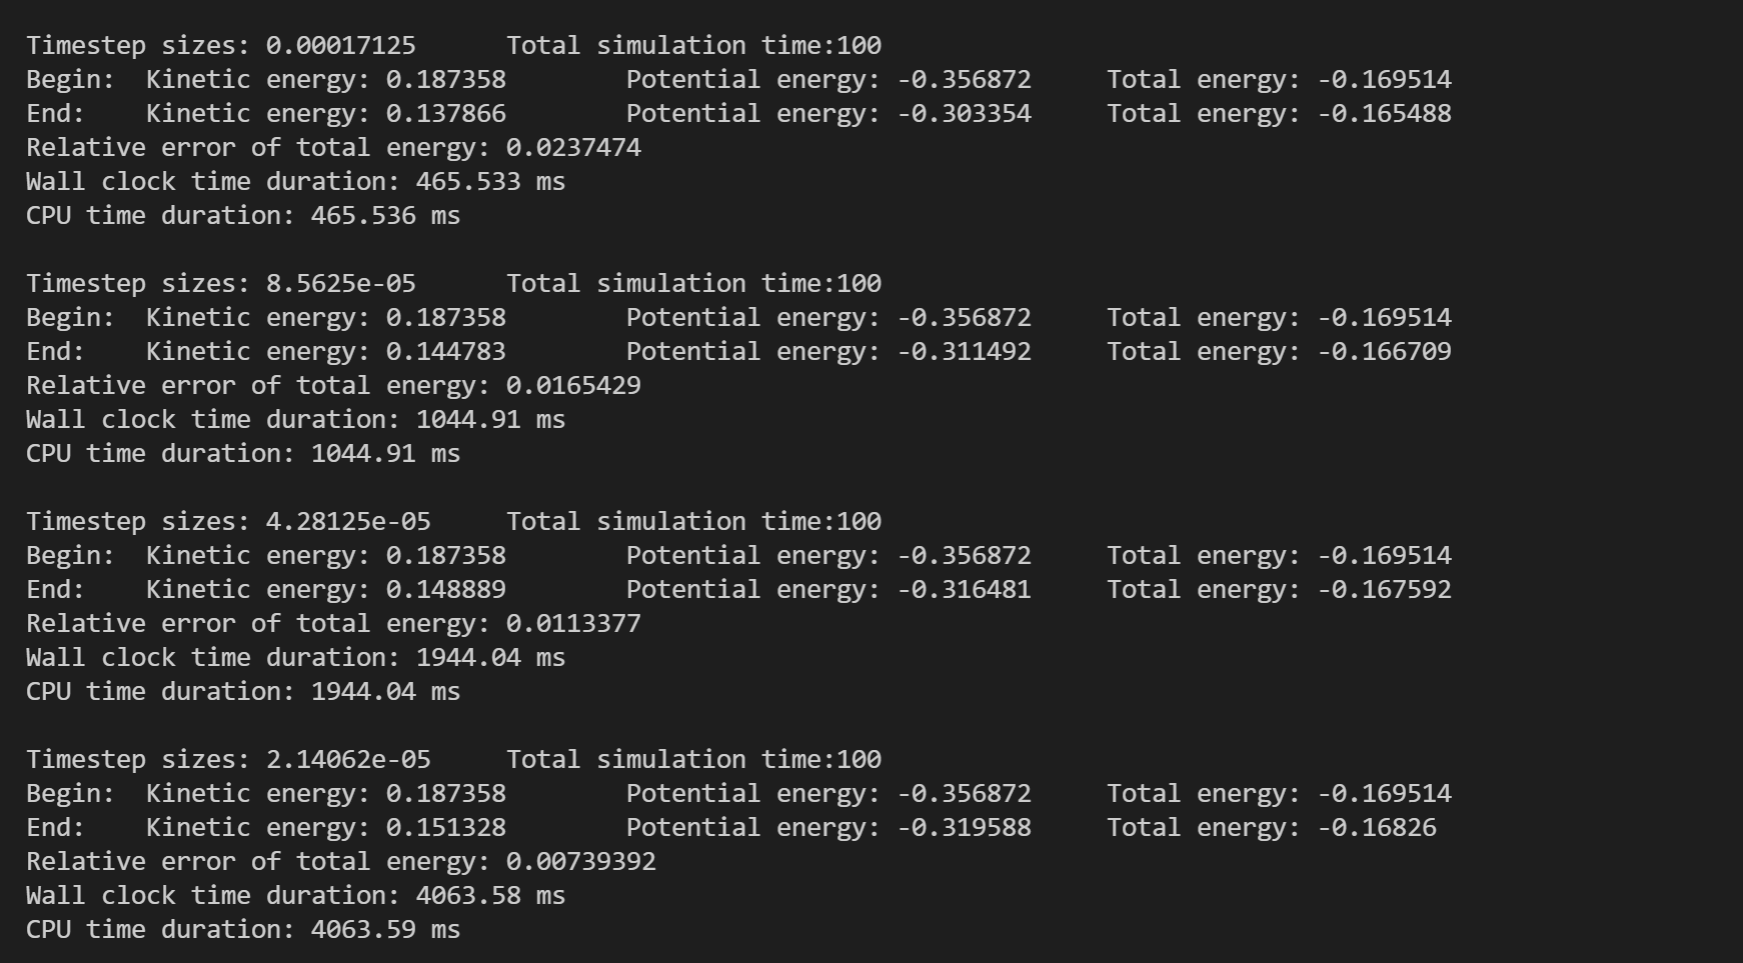 Timestep sizes: 0.00017125      Total simulation time:100
Begin:  Kinetic energy: 0.187358        Potential energy: -0.356872     Total energy: -0.169514
End:    Kinetic energy: 0.137866        Potential energy: -0.303354     Total energy: -0.165488
Relative error of total energy: 0.0237474
Wall clock time duration: 465.533 ms
CPU time duration: 465.536 ms
Timestep sizes: 8.5625e-05      Total simulation time:100
Begin:  Kinetic energy: 0.187358        Potential energy: -0.356872     Total energy: -0.169514
End:    Kinetic energy: 0.144783        Potential energy: -0.311492     Total energy: -0.166709
Relative error of total energy: 0.0165429
Wall clock time duration: 1044.91 ms
CPU time duration: 1044.91 ms
Timestep sizes: 4.28125e-05     Total simulation time:100
Begin:  Kinetic energy: 0.187358        Potential energy: -0.356872     Total energy: -0.169514
End:    Kinetic energy: 0.148889        Potential energy: -0.316481     Total energy: -0.167592
Relative error of total energy: 0.0113377
Wall clock time duration: 1944.04 ms
CPU time duration: 1944.04 ms
Timestep sizes: 2.14062e-05     Total simulation time:100
Begin:  Kinetic energy: 0.187358        Potential energy: -0.356872     Total energy: -0.169514
End:    Kinetic energy: 0.151328        Potential energy: -0.319588     Total energy: -0.16826
Relative error of total energy: 0.00739392
Wall clock time duration: 4063.58 ms
CPU time duration: 4063.59 ms